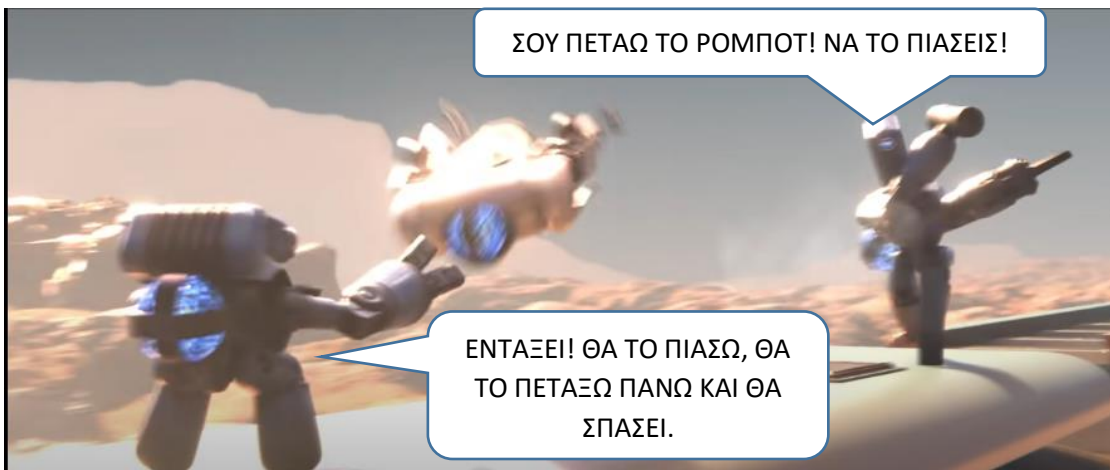 ΣΟΥ ΠΕΤΑΩ ΤΟ ΡΟΜΠΟΤ! ΝΑ ΤΟ ΠΙΑΣΕΙΣ!
ΕΝΤΑΞΕΙ! ΘΑ ΤΟ ΠΙΑΣΩ, ΘΑ
ΤΟ ΠΕΤΑΞΩ ΠΑΝΩ ΚΑΙ ΘΑ
ΣΠΑΣΕΙ.